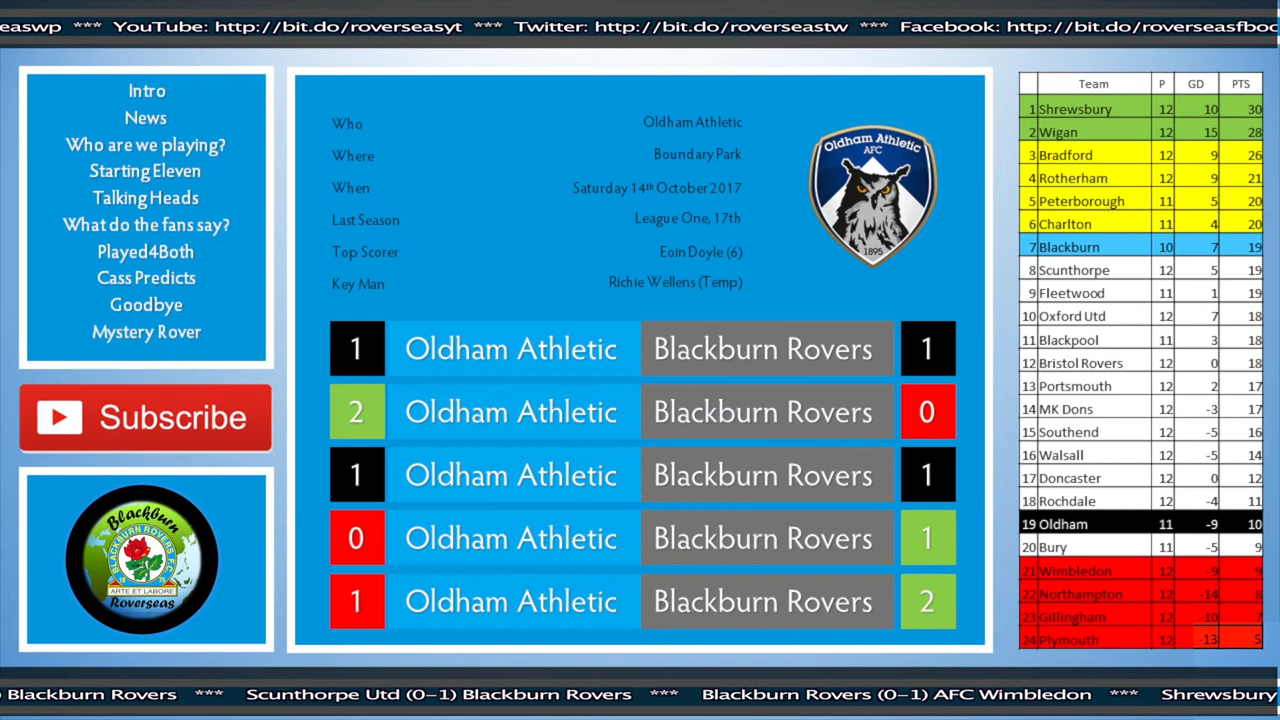 easwp *** YouTube: http://bit.do/roverseasyt *** Twitter: http://bit.do/roverseastw *** Facebook: http://bit.do/roverseasfboo
Intro
News
Who are we playing?
Starting Eleven
Talking Heads
What do the fans say?
Played4Both
Cass Predicts
Goodbye
Mystery Rover
Subscribe
Blackburn
BLACKBURN ROVERS F.C.
18 75
ARTE ET LABORE
Roverseas
Who Oldham Athletic
Where Boundary Park
When Saturday 14th October 2017
Last Season League One, 17th
Top Scorer Eoin Doyle (6)
Key Man Richie Wellens (Temp)
Oldham Athletic
AFC
1895
1 Oldham Athletic Blackburn Rovers 1
2 Oldham Athletic Blackburn Rovers 0
1 Oldham Athletic Blackburn Rovers 1
0 Oldham Athletic Blackburn Rovers 1
1 Oldham Athletic Blackburn Rovers 2
Team P GD PTS
1 Shrewsbury 12 10 30
2 Wigan 12 15 28
3 Bradford 12 9 26
4 Rotherham 12 9 21
5 Peterborough 11 5 20
6 Charlton 11 4 20
7 Blackburn 10 7 19
8 Scunthorpe 12 5 19
9 Fleetwood 11 1 19
10 Oxford Utd 12 7 18
11 Blackpool 11 3 18
12 Bristol Rovers 12 0 18
13 Portsmouth 12 2 17
14 MK Dons 12 -3 17
15 Southend 12 -5 16
16 Walsall 12 -5 14
17 Doncaster 12 0 12
18 Rochdale 12 -4 11
19 Oldham 11 -9 10
20 Bury 11 -5 9
21 Wimbledon 12 -9 9
22 Northampton 12 -14 8
23 Gillingham 12 -10 7
24 Plymouth 12 -13 5
) Blackburn Rovers *** Scunthorpe Utd (0-1) Blackburn Rovers *** Blackburn Rovers (0-1) AFC Wimbledon *** Shrewsbury